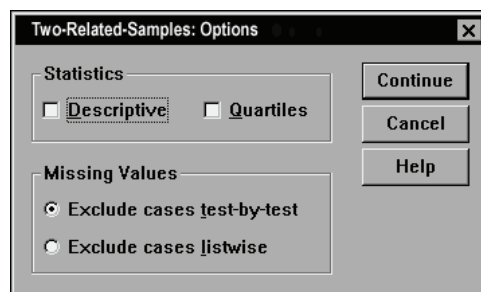 Two-Related-Samples: Options
Statistics
Descriptive
Quartiles
Missing Values
Exclude cases test-by-test
Exclude cases listwise
Continue
Cancel
Help